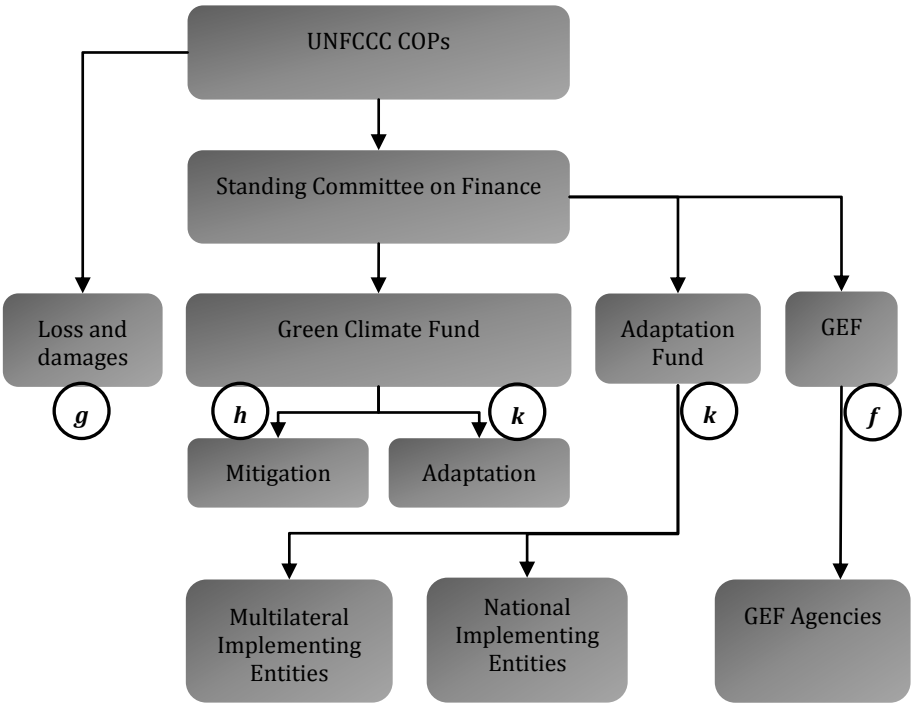 UNFCCC COPs
Standing Committee on Finance
Loss and
damages
Green Climate Fund
Adaptation
Fund
GEF
g
h
k
k
f
Mitigation
Adaptation
Multilateral
Implementing
Entities
National
Implementing
Entities
GEF Agencies